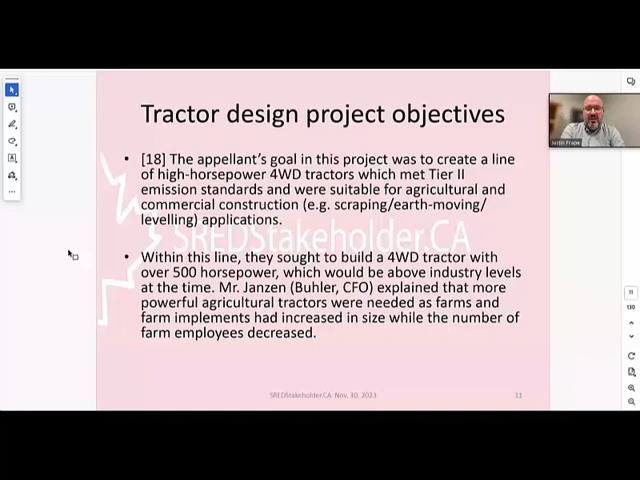 Tractor design project objectives
• [18] The appellant's goal in this project was to create a line
of high-horsepower 4WD tractors which met Tier II
emission standards and were suitable for agricultural and
commercial construction (e.g. scraping/earth-moving/
levelling) applications.
SREDStakeholder.CA
• Within this line, they sought to build a 4WD tractor with
over 500 horsepower, which would be above industry levels
at the time. Mr. Janzen (Buhler, CFO) explained that more
powerful agricultural tractors were needed as farms and
farm implements had increased in size while the number of
farm employees decreased.
SREDStakeholder.CA Nov. 30, 2023
11
Justin Frape
11
130